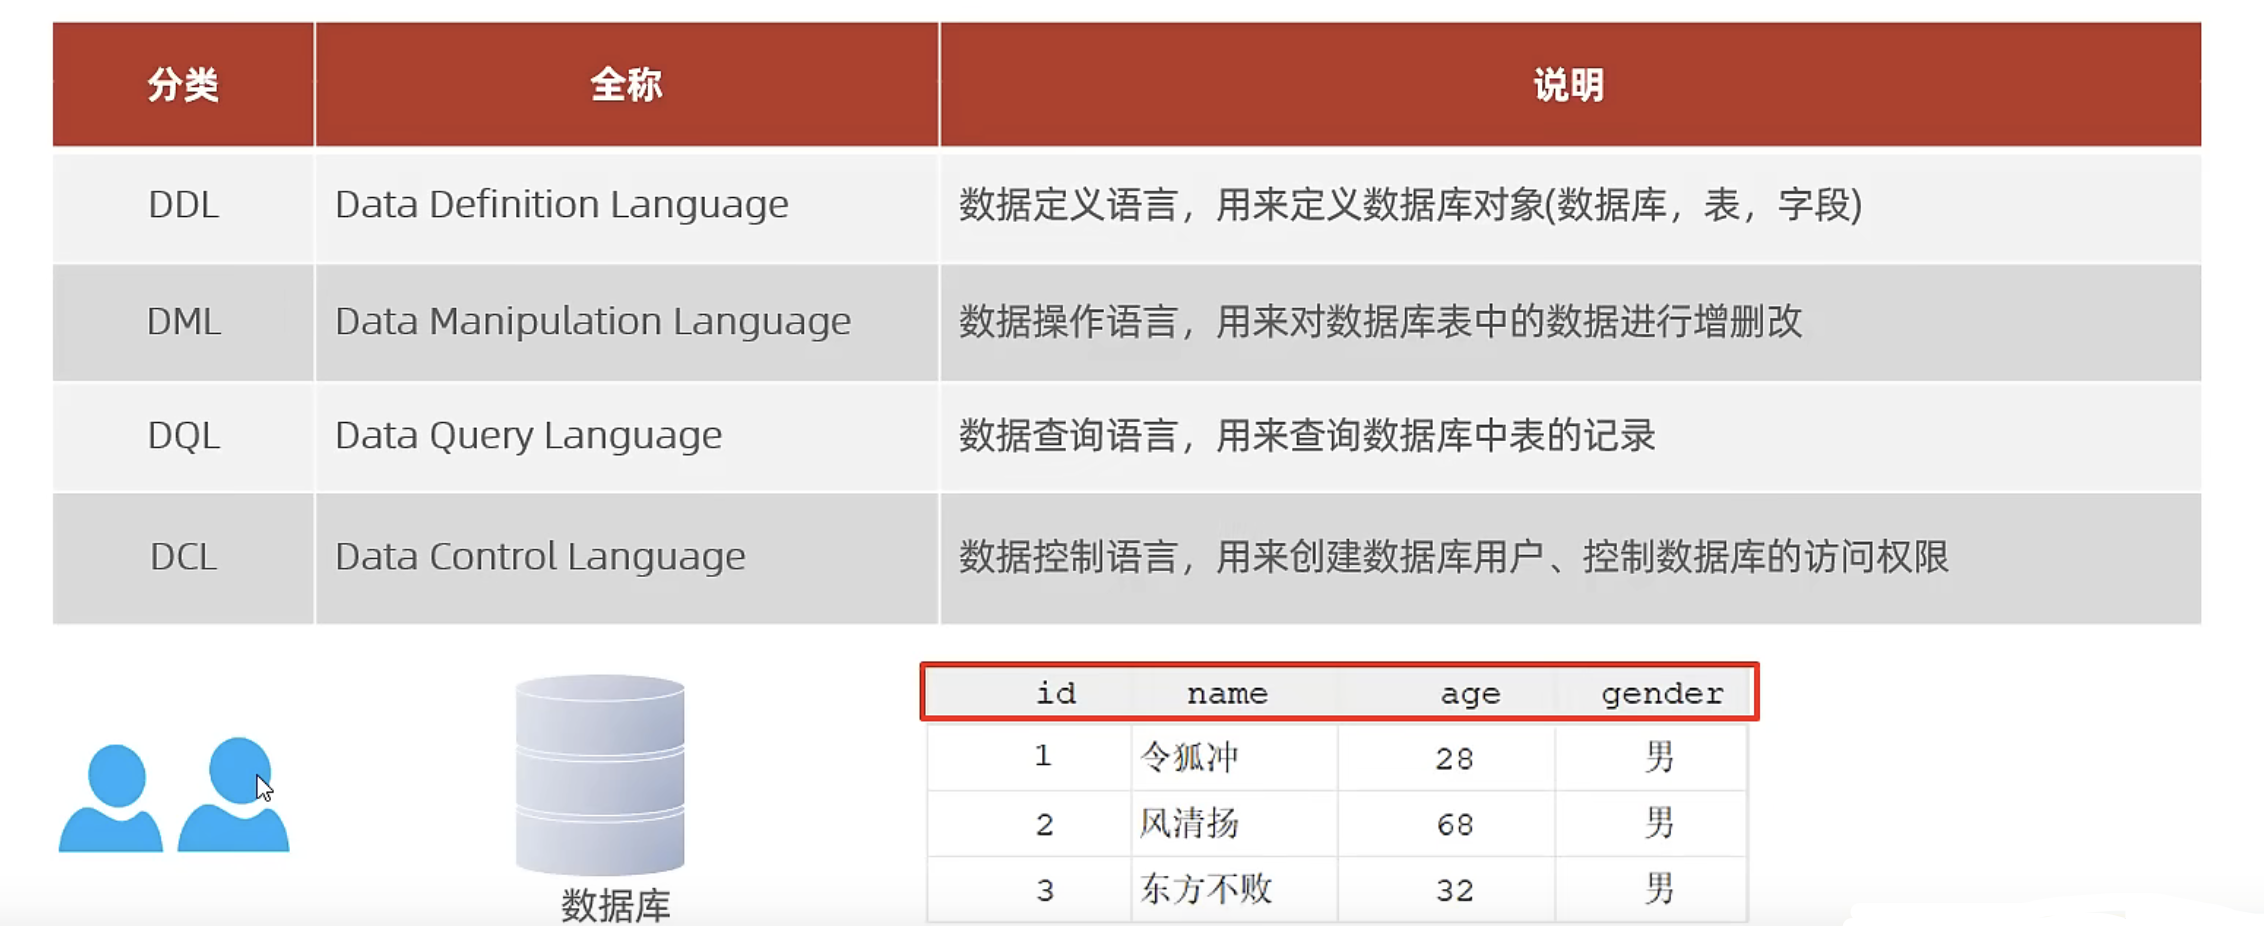 分类 全称 说明
DDL Data Definition Language 数据定义语言，用来定义数据库对象(数据库，表，字段)
DML Data Manipulation Language 数据操作语言，用来对数据库表中的数据进行增删改
DQL Data Query Language 数据查询语言，用来查询数据库中表的记录
DCL Data Control Language 数据控制语言，用来创建数据库用户、控制数据库的访问权限
数据库
id name age gender
1 令狐冲 28 男
2 风清扬 68 男
3 东方不败 32 男